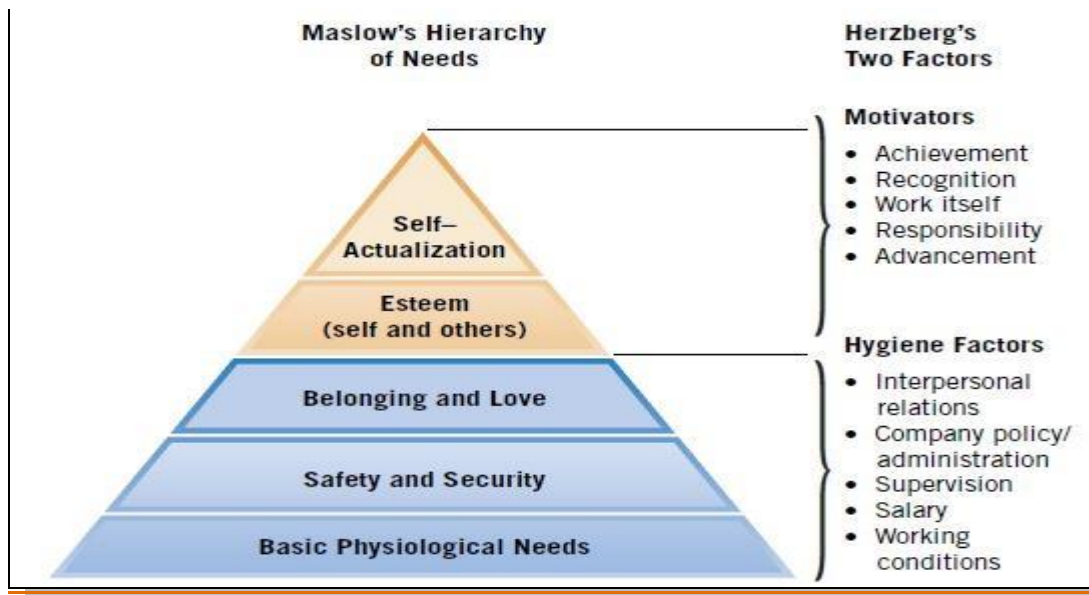 Maslow's Hierarchy
of Needs
Self–
Actualization
Esteem
(self and others)
Belonging and Love
Safety and Security
Basic Physiological Needs
Herzberg's
Two Factors
Motivators
• Achievement
• Recognition
• Work itself
• Responsibility
• Advancement
Hygiene Factors
• Interpersonal
relations
• Company policy/
administration
• Supervision
• Salary
• Working
conditions